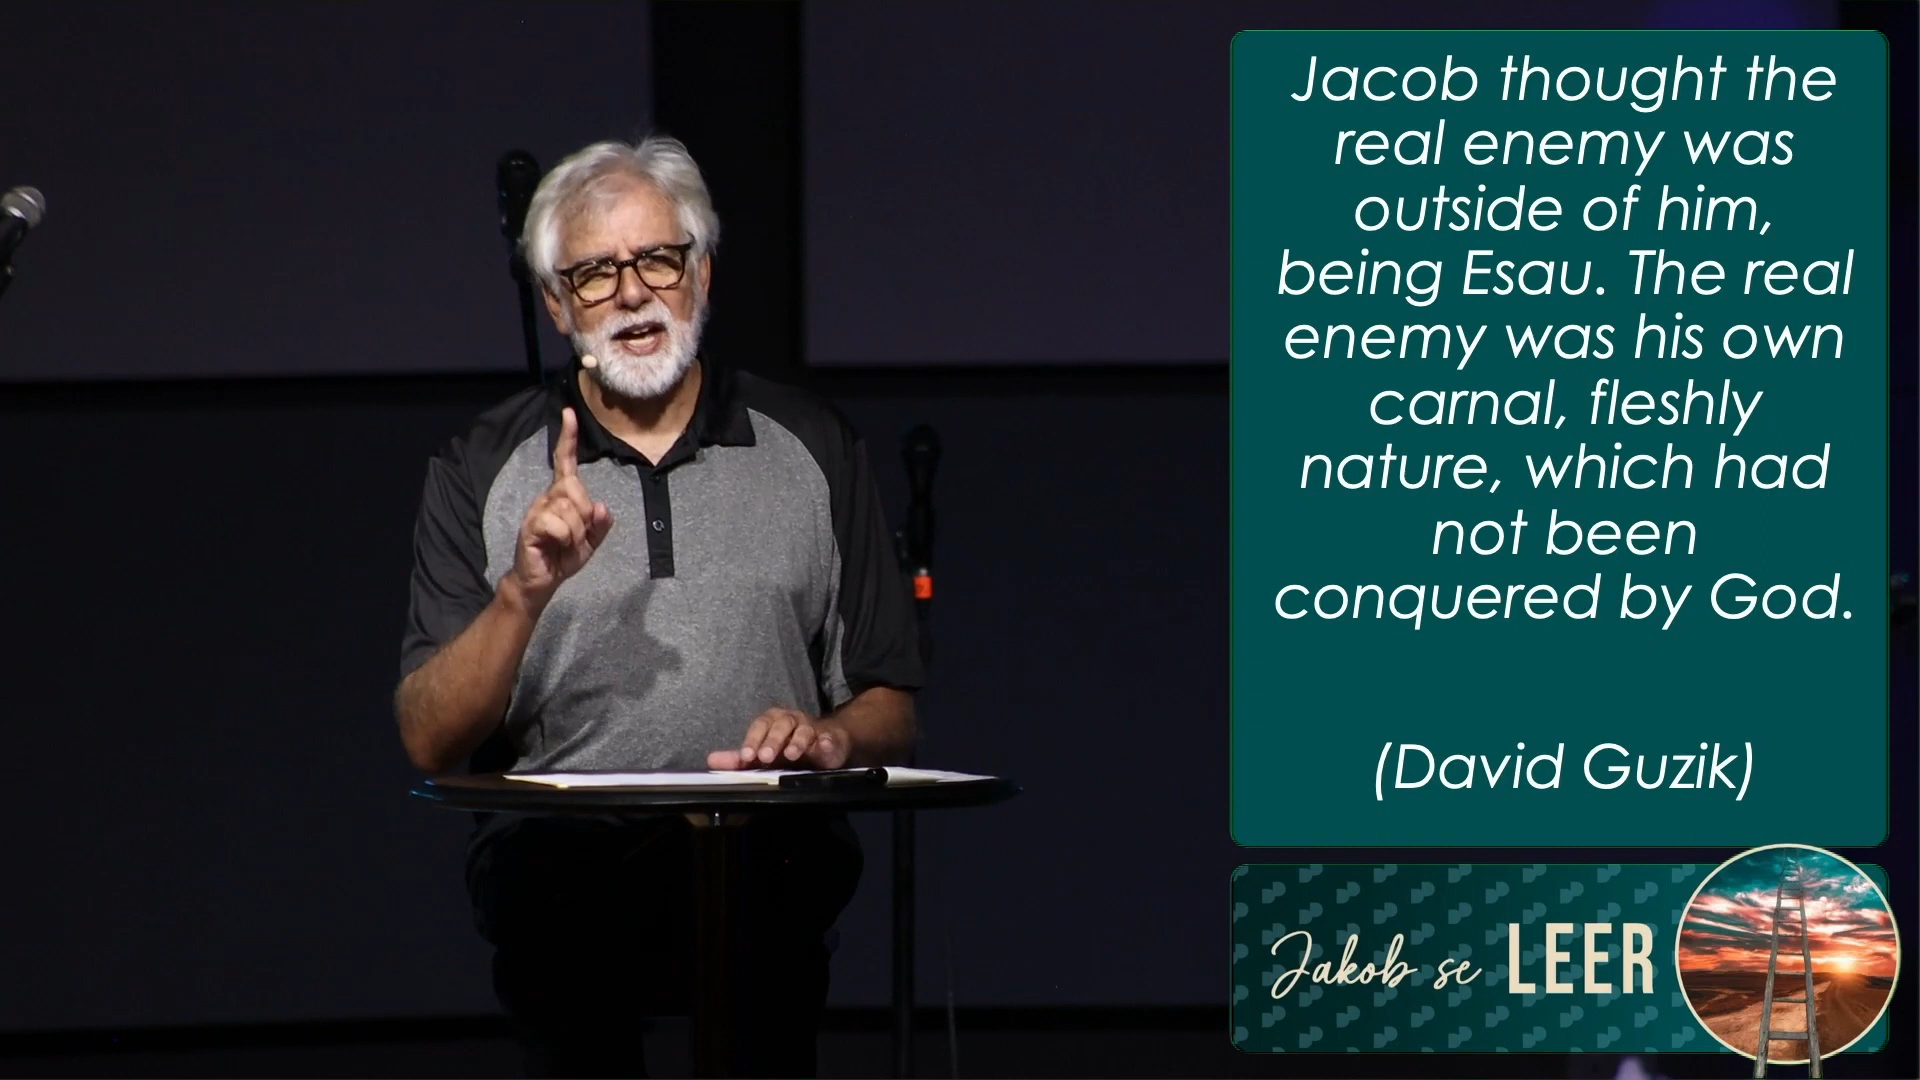 Jacob thought the
real enemy was
outside of him,
being Esau. The real
enemy was his own
carnal, fleshly
nature, which had
not been
conquered by God.
(David Guzik)
Jakob se LEER